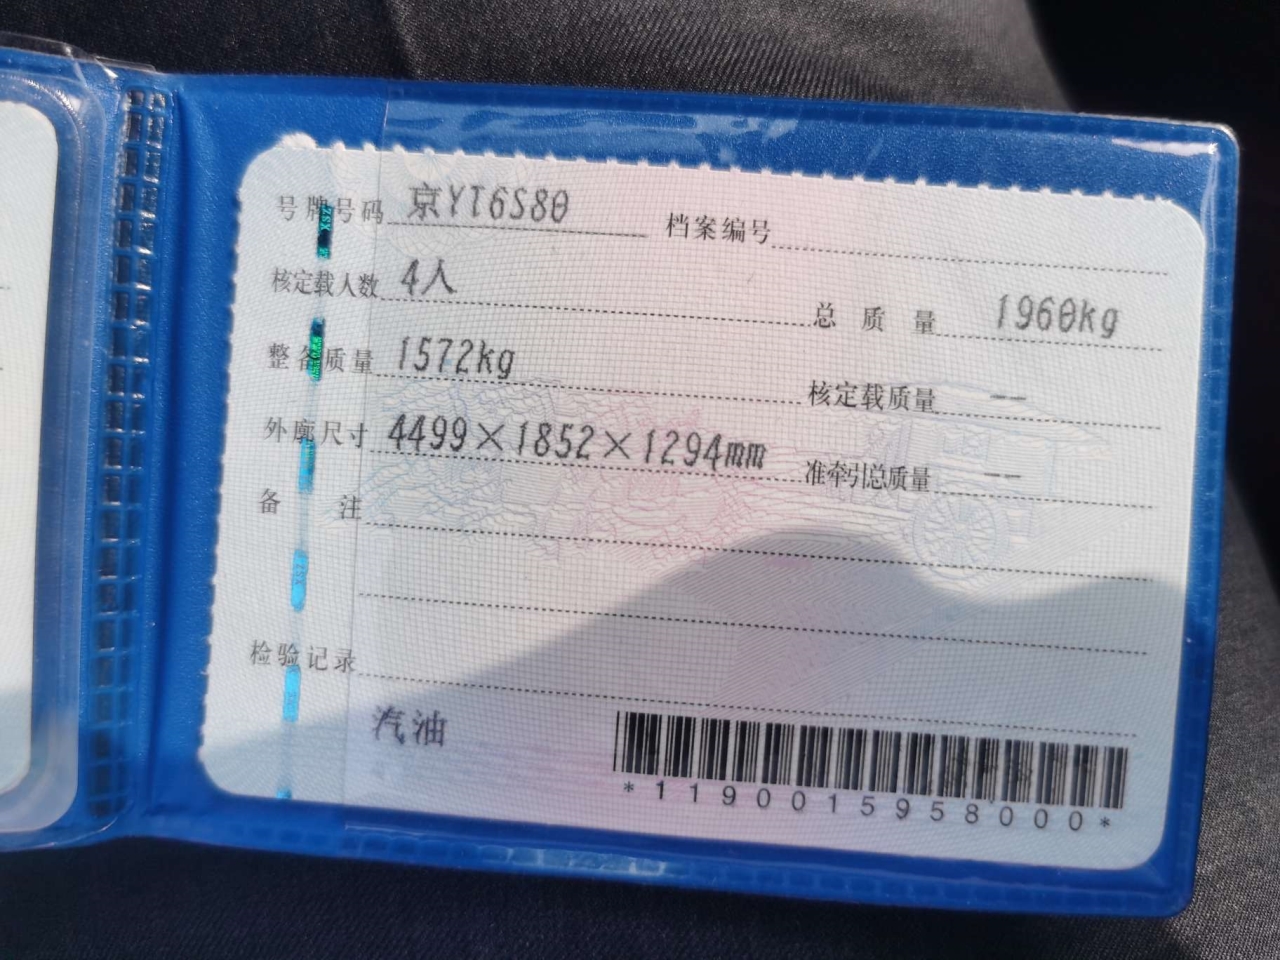 号牌号码 京YT6S80 档案编号
核定载人数 4人 总质量 1960kg
整备质量 1572kg 核定载质量 --
外廓尺寸 4499×1852×1294mm 准牵引总质量 --
备注
检验记录
汽油
*1190015958000*